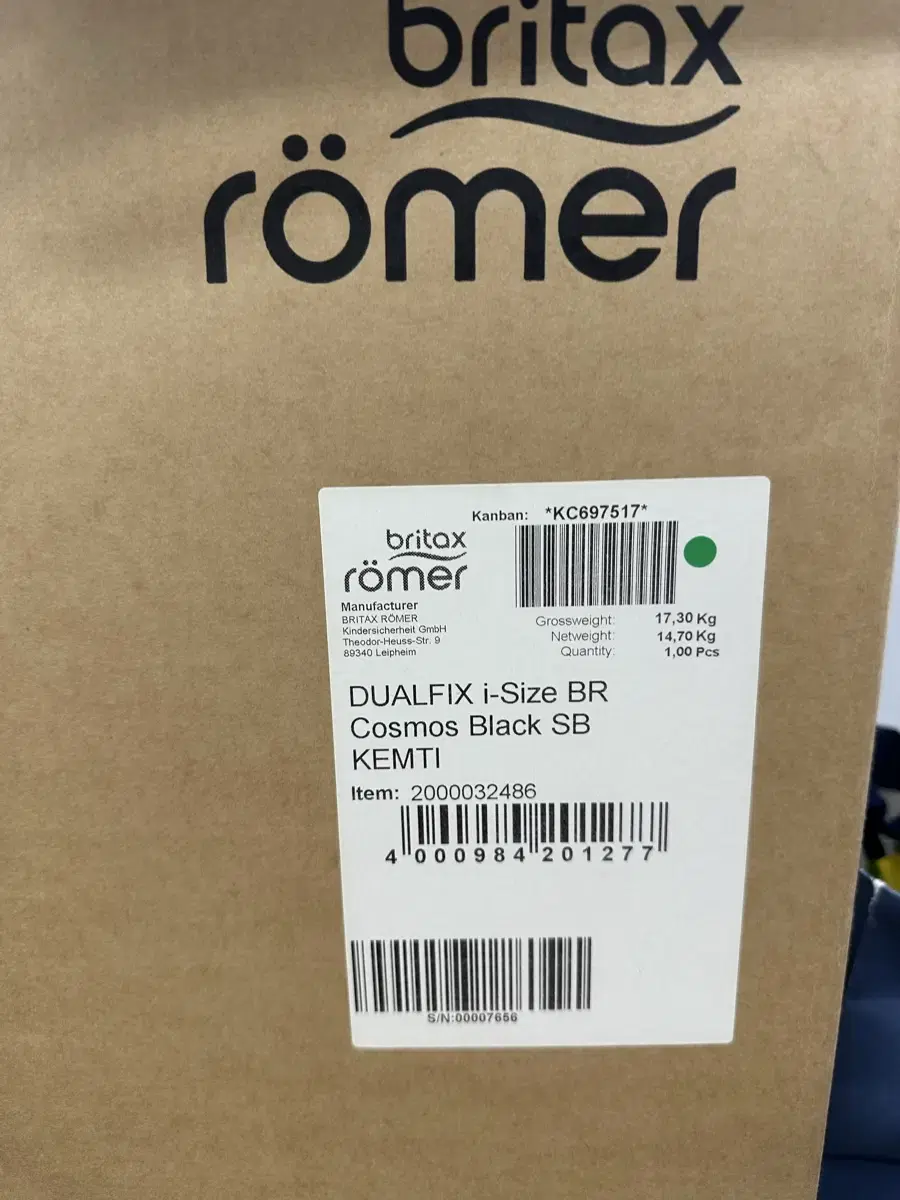 britax
römer
Kanban: *KC697517*
britax
römer
Manufacturer
BRITAX RÖMER
Kindersicherheit GmbH
Theodor-Heuss-Str. 9
89340 Leipheim
Grossweight: 17,30 Kg
Netweight: 14,70 Kg
Quantity: 1,00 Pcs
DUALFIX i-Size BR
Cosmos Black SB
KEMTI
Item: 2000032486
4 000984 201277
S/N:00007656